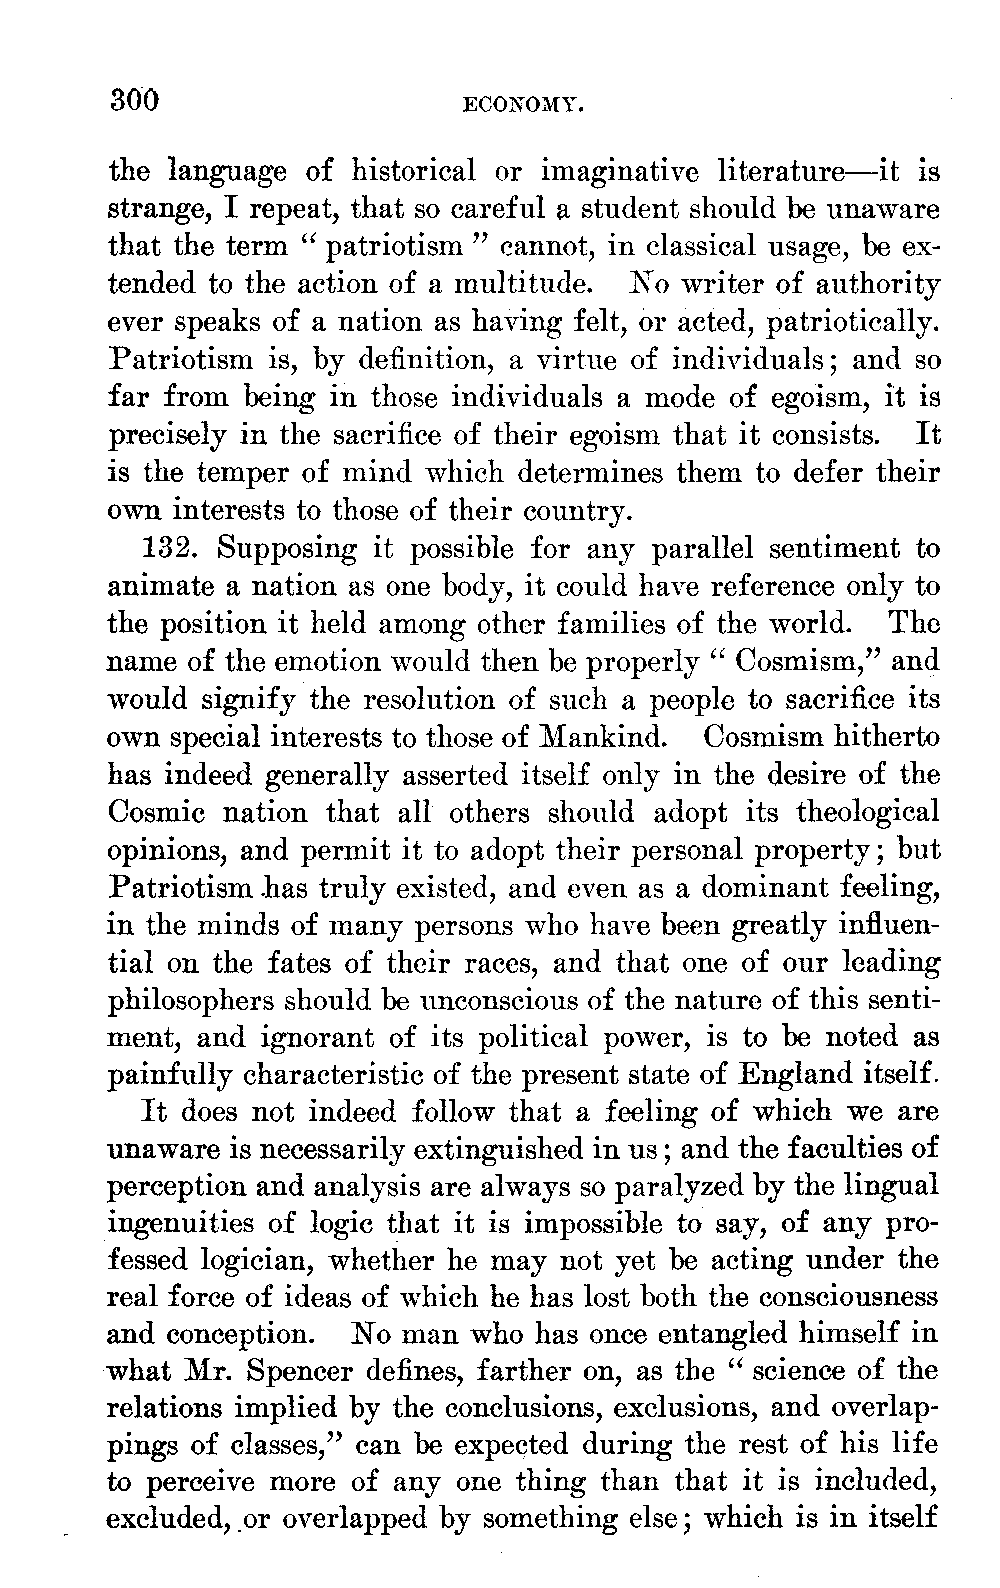 300 ECONOMY.
the language of historical or imaginative literature—it is
strange, I repeat, that so careful a student should be unaware
that the term “ patriotism ” cannot, in classical usage, be ex-
tended to the action of a multitude. No writer of authority
ever speaks of a nation as having felt, or acted, patriotically.
Patriotism is, by definition, a virtue of individuals; and so
far from being in those individuals a mode of egoism, it is
precisely in the sacrifice of their egoism that it consists. It
is the temper of mind which determines them to defer their
own interests to those of their country.
132. Supposing it possible for any parallel sentiment to
animate a nation as one body, it could have reference only to
the position it held among other families of the world. The
name of the emotion would then be properly “ Cosmism,” and
would signify the resolution of such a people to sacrifice its
own special interests to those of Mankind. Cosmism hitherto
has indeed generally asserted itself only in the desire of the
Cosmic nation that all others should adopt its theological
opinions, and permit it to adopt their personal property; but
Patriotism has truly existed, and even as a dominant feeling,
in the minds of many persons who have been greatly influen-
tial on the fates of their races, and that one of our leading
philosophers should be unconscious of the nature of this senti-
ment, and ignorant of its political power, is to be noted as
painfully characteristic of the present state of England itself.
It does not indeed follow that a feeling of which we are
unaware is necessarily extinguished in us; and the faculties of
perception and analysis are always so paralyzed by the lingual
ingenuities of logic that it is impossible to say, of any pro-
fessed logician, whether he may not yet be acting under the
real force of ideas of which he has lost both the consciousness
and conception. No man who has once entangled himself in
what Mr. Spencer defines, farther on, as the “ science of the
relations implied by the conclusions, exclusions, and overlap-
pings of classes,” can be expected during the rest of his life
to perceive more of any one thing than that it is included,
excluded, or overlapped by something else; which is in itself